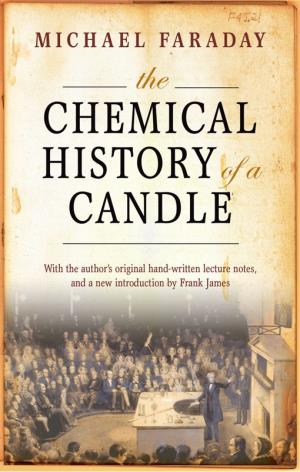 MICHAEL FARADAY
the
CHEMICAL
HISTORY of a
CANDLE
With the author's original hand-written lecture notes,
and a new introduction by Frank James